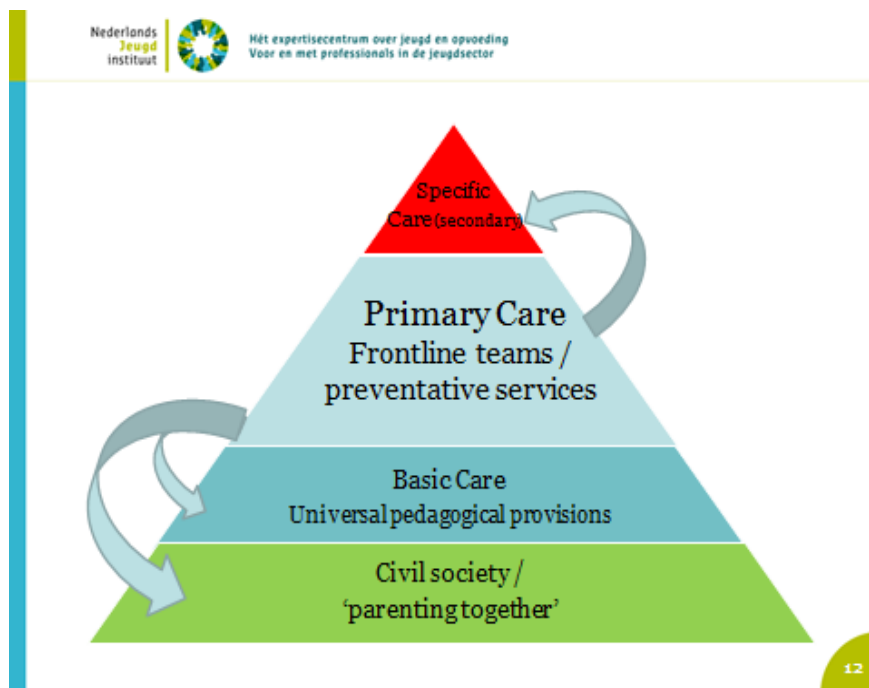 Nederlands
Jeugd
instituut
Hét expertisecentrum over jeugd en opvoeding
Voor en met professionals in de jeugdsector
Specific
Care (secondary)
Primary Care
Frontline teams /
preventative services
Basic Care
Universal pedagogical provisions
Civil society /
‘parenting together’
12